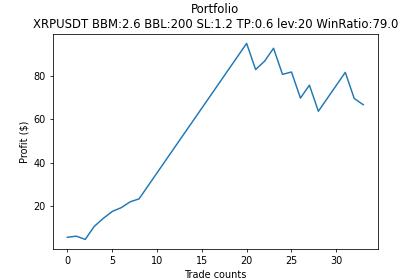 Portfolio
XRPUSDT BBM:2.6 BBL:200 SL:1.2 TP:0.6 lev:20 WinRatio:79.0
80
60
40
20
Profit ($)
0 5 10 15 20 25 30
Trade counts